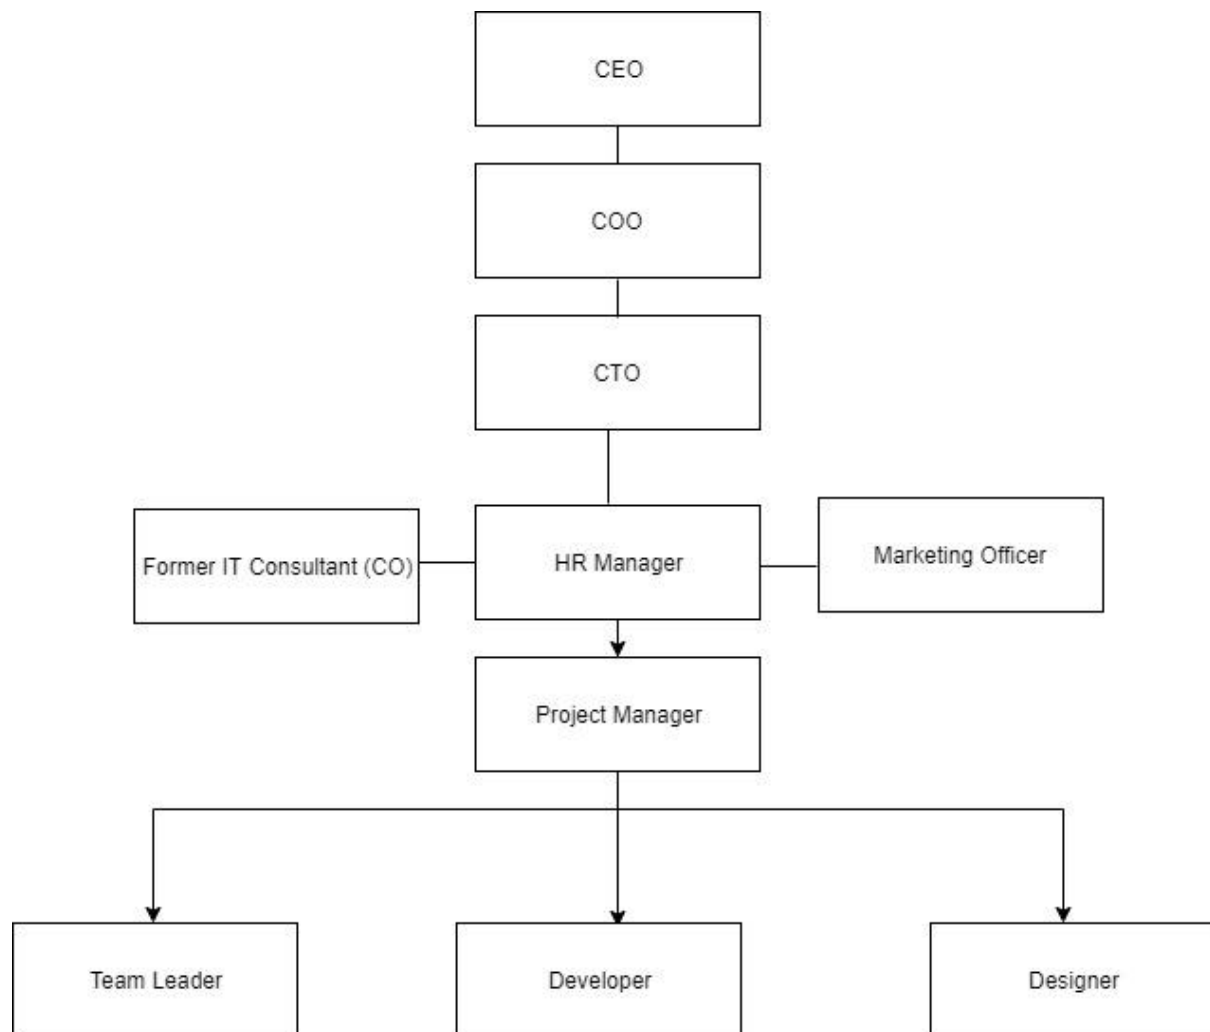 CEO
COO
CTO
Former IT Consultant (CO)
HR Manager
Marketing Officer
Project Manager
Team Leader
Developer
Designer